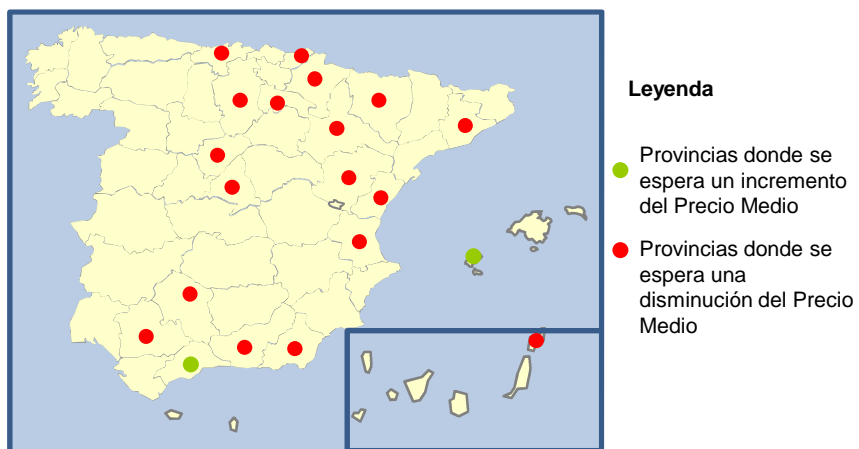 Leyenda
Provincias donde se
espera un incremento
del Precio Medio
Provincias donde se
espera una
disminución del Precio
Medio